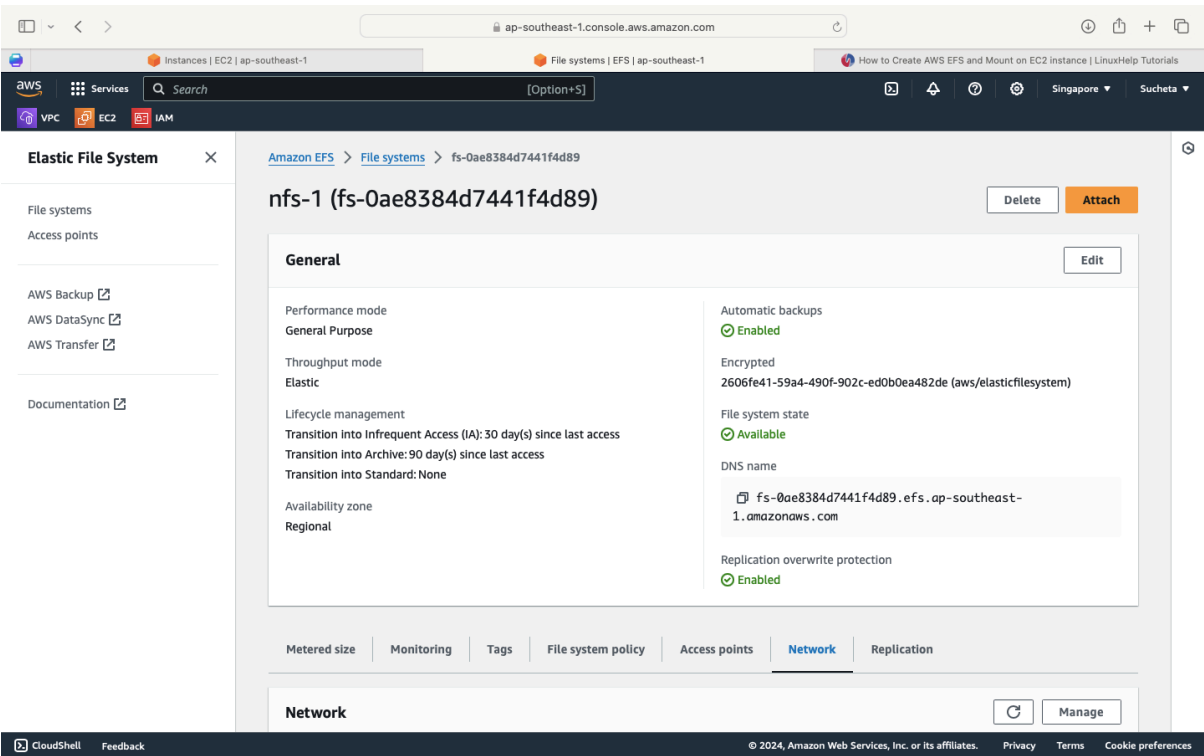 ap-southeast-1.console.aws.amazon.com
Instances | EC2 | ap-southeast-1
File systems | EFS | ap-southeast-1
How to Create AWS EFS and Mount on EC2 instance | LinuxHelp Tutorials
aws
Services
Search
[Option+S]
Singapore
Sucheta
VPC
EC2
IAM
Elastic File System
File systems
Access points
AWS Backup
AWS DataSync
AWS Transfer
Documentation
Amazon EFS
File systems
fs-0ae8384d7441f4d89
nfs-1 (fs-0ae8384d7441f4d89)
Delete
Attach
General
Edit
Performance mode
General Purpose
Throughput mode
Elastic
Lifecycle management
Transition into Infrequent Access (IA): 30 day(s) since last access
Transition into Archive: 90 day(s) since last access
Transition into Standard: None
Availability zone
Regional
Automatic backups
Enabled
Encrypted
2606fe41-59a4-490f-902c-ed0b0ea482de (aws/elasticfilesystem)
File system state
Available
DNS name
fs-0ae8384d7441f4d89.efs.ap-southeast-
1.amazonaws.com
Replication overwrite protection
Enabled
Metered size
Monitoring
Tags
File system policy
Access points
Network
Replication
Network
Manage
CloudShell
Feedback
© 2024, Amazon Web Services, Inc. or its affiliates.
Privacy
Terms
Cookie preferences